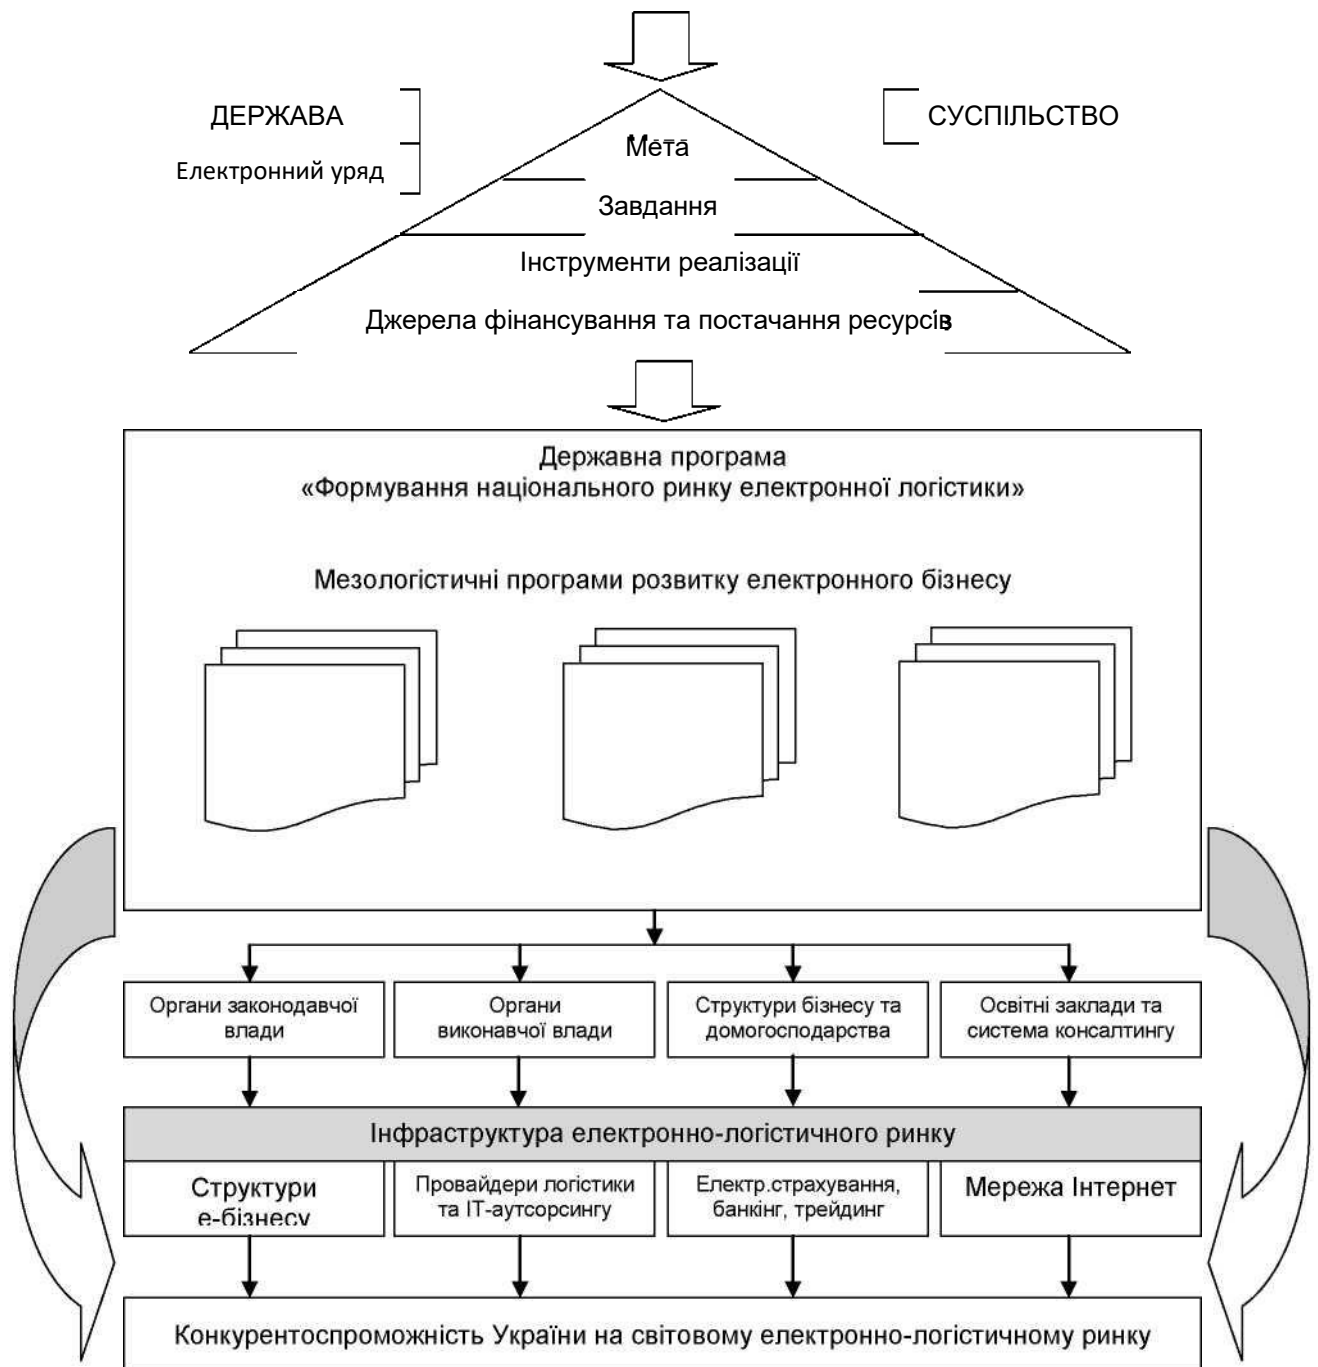 ДЕРЖАВА
СУСПІЛЬСТВО
Електронний уряд
Мета
Завдання
Інструменти реалізації
Джерела фінансування та постачання ресурсів
Державна програма
«Формування національного ринку електронної логістики»
Мезологістичні програми розвитку електронного бізнесу
Органи законодавчої
влади
Органи
виконавчої влади
Структури бізнесу та
домогосподарства
Освітні заклади та
система консалтингу
Інфраструктура електронно-логістичного ринку
Структури
е-бізнесу
Провайдери логістики
та ІТ-аутсорсингу
Електр.страхування,
банкінг, трейдинг
Мережа Інтернет
Конкурентоспроможність України на світовому електронно-логістичному ринку